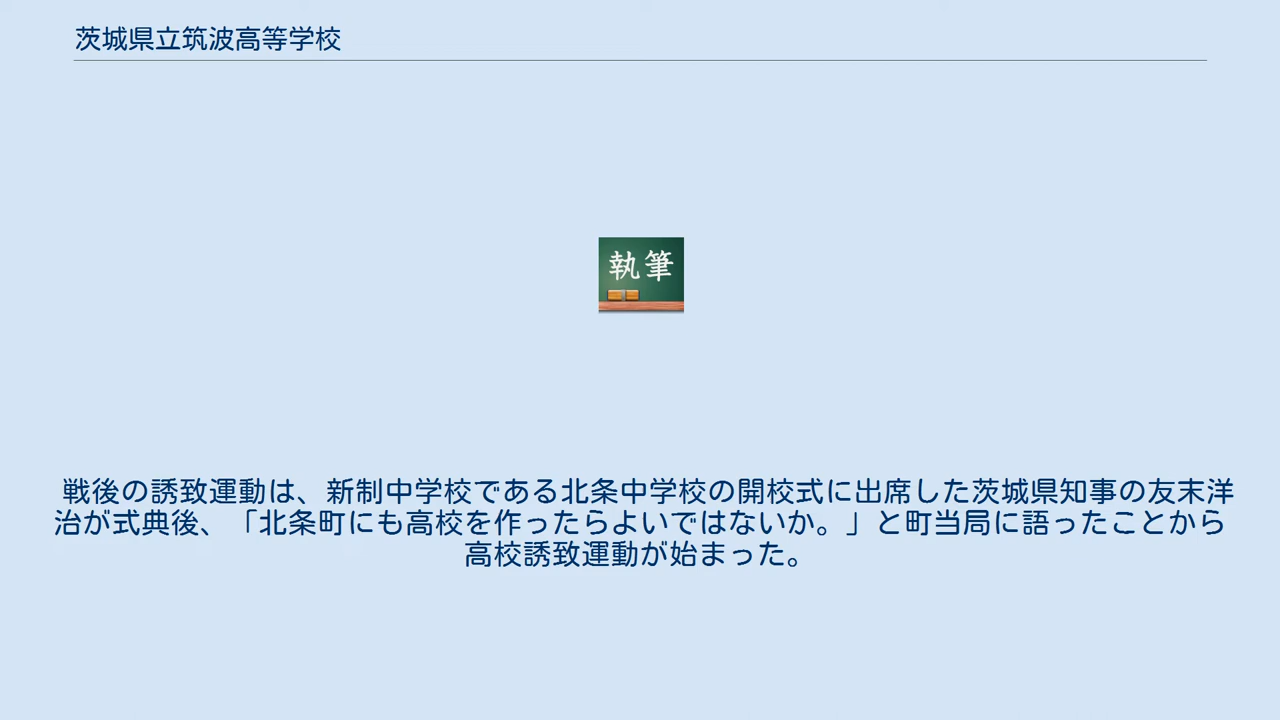 茨城県立筑波高等学校
執筆
戦後の誘致運動は、新制中学校である北条中学校の開校式に出席した茨城県知事の友末洋
治が式典後、「北条町にも高校を作ったらよいではないか。」と町当局に語ったことから
高校誘致運動が始まった。